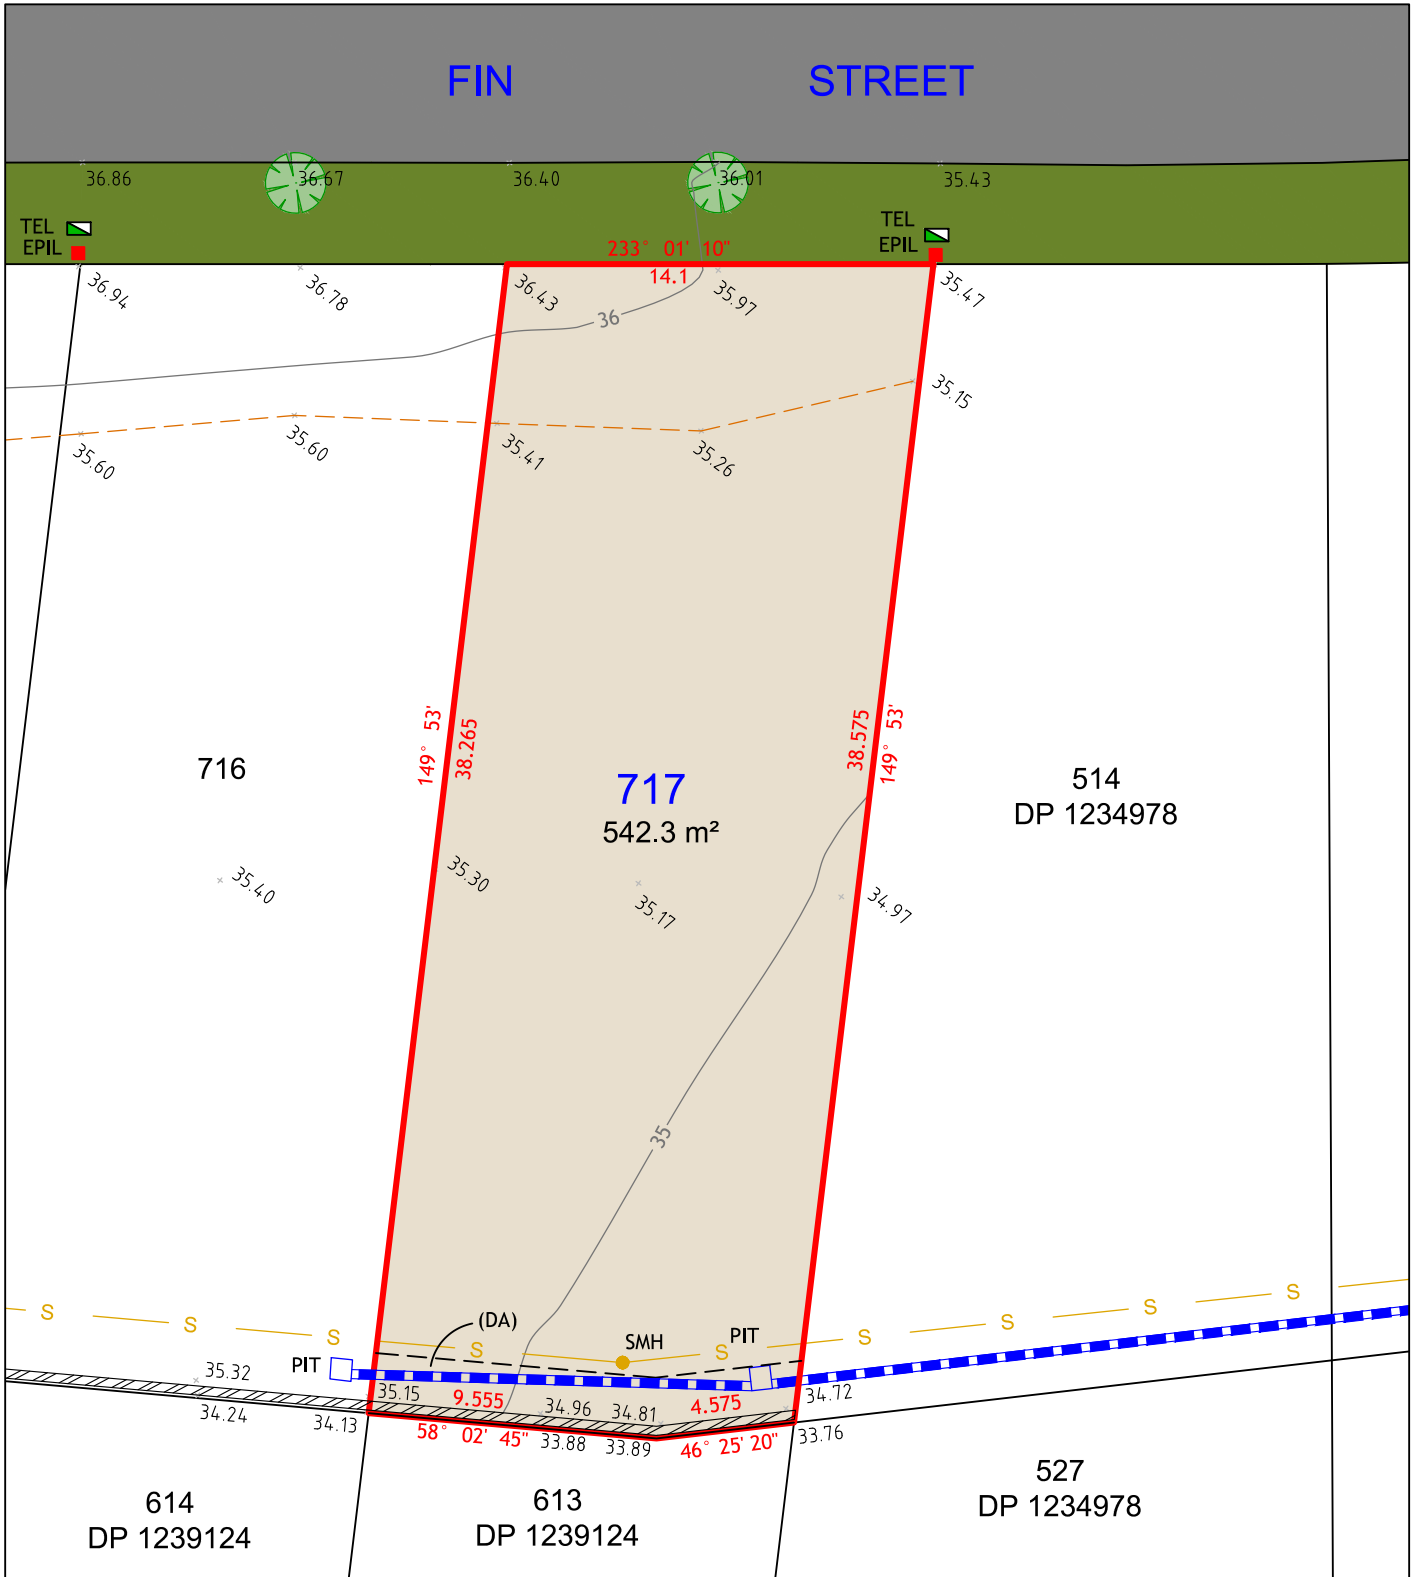 FIN STREET
36.86 36.67 36.40 36.01 35.43
TEL
EPIL
TEL
EPIL
233° 01' 10"
14.1
36.94 36.78 36.43 35.97 35.47
36
35.60 35.60 35.41 35.26 35.15
149° 53'
38.265
38.575
149° 53'
716
717
542.3 m²
514
DP 1234978
35.40 35.30 35.17 34.97
35
S S S S S S S S S
(DA)
SMH
PIT
PIT
35.32 35.15 9.555 34.96 34.81 4.575 34.72
34.24 34.13 58° 02' 45" 33.88 33.89 46° 25' 20" 33.76
614
DP 1239124
613
DP 1239124
527
DP 1234978